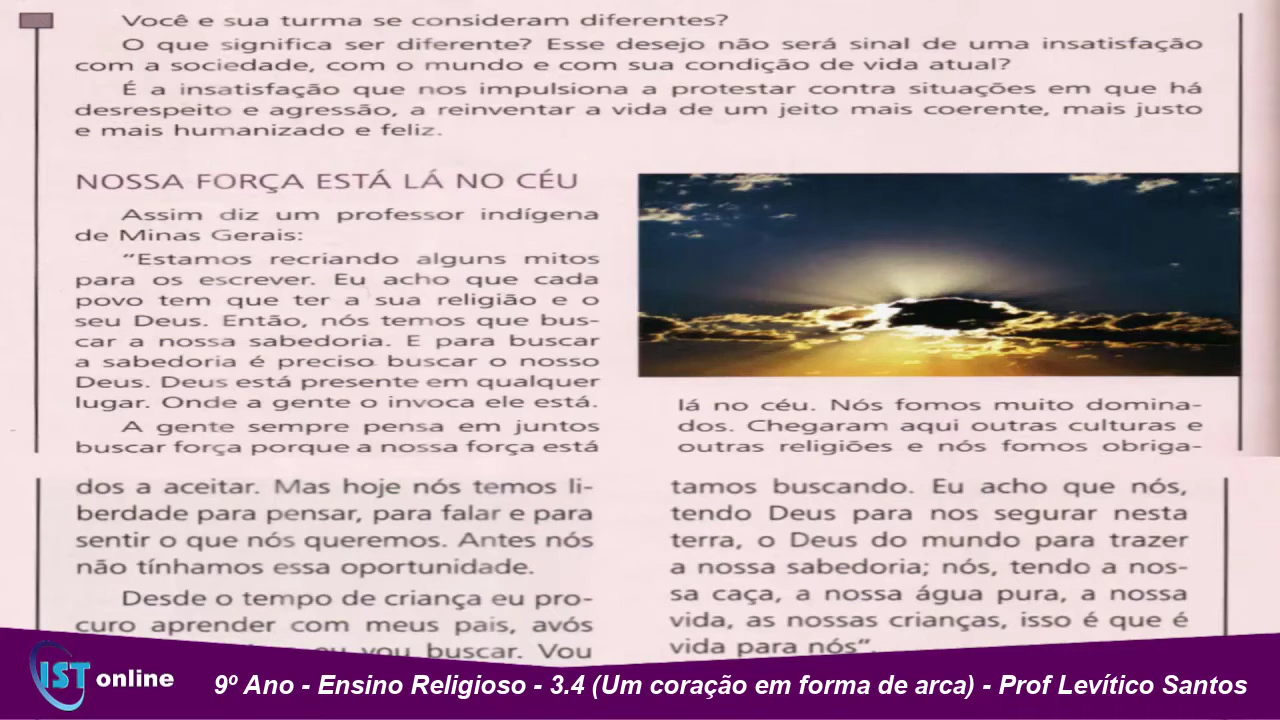 Você e sua turma se consideram diferentes?
O que significa ser diferente? Esse desejo não será sinal de uma insatisfação
com a sociedade, com o mundo e com sua condição de vida atual?
É a insatisfação que nos impulsiona a protestar contra situações em que há
desrespeito e agressão, a reinventar a vida de um jeito mais coerente, mais justo
e mais humanizado e feliz.
NOSSA FORÇA ESTÁ LÁ NO CÉU
Assim diz um professor indígena
de Minas Gerais:
“Estamos recriando alguns mitos
para os escrever. Eu acho que cada
povo tem que ter a sua religião e o
seu Deus. Então, nós temos que bus-
car a nossa sabedoria. E para buscar
a sabedoria é preciso buscar o nosso
Deus. Deus está presente em qualquer
lugar. Onde a gente o invoca ele está.
A gente sempre pensa em juntos
buscar força porque a nossa força está
lá no céu. Nós fomos muito domina-
dos. Chegaram aqui outras culturas e
outras religiões e nós fomos obriga-
dos a aceitar. Mas hoje nós temos li-
berdade para pensar, para falar e para
sentir o que nós queremos. Antes nós
não tínhamos essa oportunidade.
Desde o tempo de criança eu pro-
curo aprender com meus pais, avós
eu vou buscar. Vou
tamos buscando. Eu acho que nós,
tendo Deus para nos segurar nesta
terra, o Deus do mundo para trazer
a nossa sabedoria; nós, tendo a nos-
sa caça, a nossa água pura, a nossa
vida, as nossas crianças, isso é que é
vida para nós”.
IST online
9º Ano - Ensino Religioso - 3.4 (Um coração em forma de arca) - Prof Levítico Santos